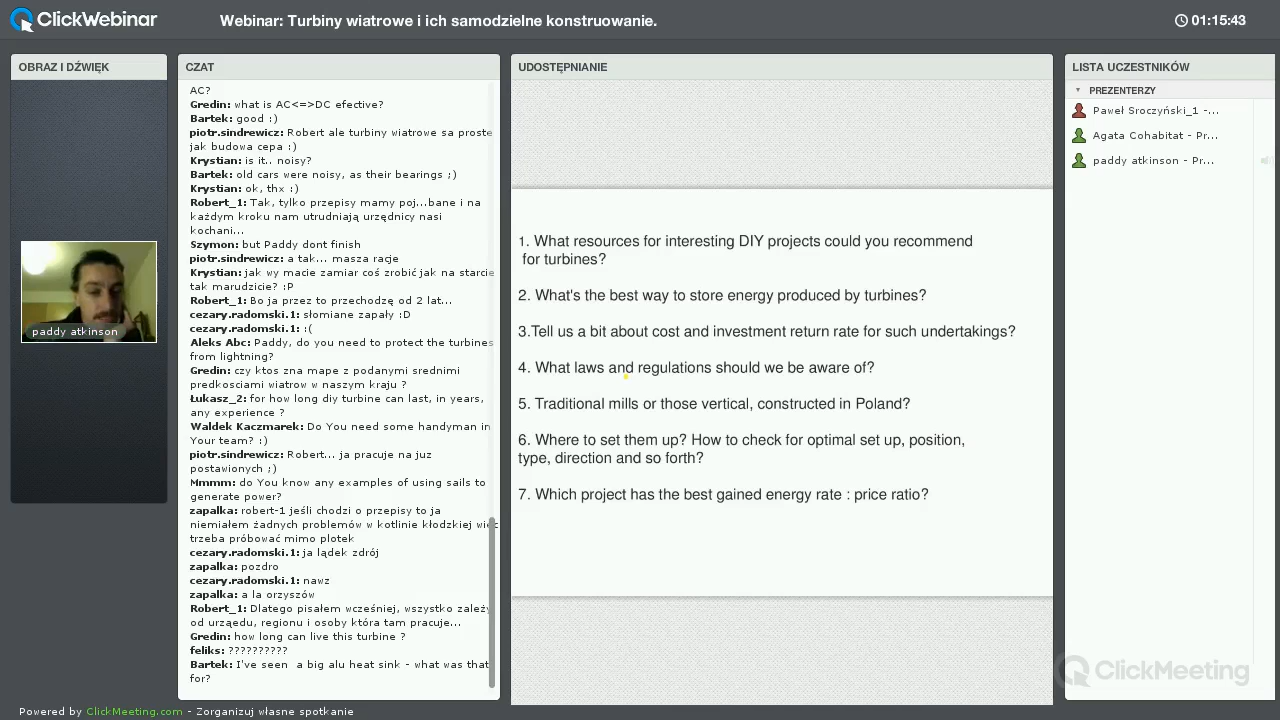 ClickWebinar
Webinar: Turbiny wiatrowe i ich samodzielne konstruowanie.
01:15:43
OBRAZ I DŹWIĘK
paddy atkinson
CZAT
AC?
Gredin: what is AC<=>DC efective?
Bartek: good :)
piotr.sindrewicz: Robert ale turbiny wiatrowe sa proste
jak budowa cepa :)
Krystian: is it.. noisy?
Bartek: old cars were noisy, as their bearings ;)
Krystian: ok, thx :)
Robert_1: Tak, tylko przepisy mamy poj...bane i na
każdym kroku nam utrudniają urzędnicy nasi
kochani...
Szymon: but Paddy dont finish
piotr.sindrewicz: a tak... masza racje
Krystian: jak wy macie zamiar coś zrobić jak na starcie
tak marudzicie? :P
Robert_1: Bo ja przez to przechodzę od 2 lat...
cezary.radomski.1: słomiane zapały :D
cezary.radomski.1: :(
Aleks Abc: Paddy, do you need to protect the turbines
from lightning?
Gredin: czy ktos zna mape z podanymi srednimi
predkosciami wiatrow w naszym kraju ?
Łukasz_2: for how long diy turbine can last, in years,
any experience ?
Waldek Kaczmarek: Do You need some handyman in
Your team? :)
piotr.sindrewicz: Robert... ja pracuje na juz
postawionych ;)
Mmmm: do You know any examples of using sails to
generate power?
zapalka: robert-1 jeśli chodzi o przepisy to ja
niemiałem żadnych problemów w kotlinie kłodzkiej więc
trzeba próbować mimo plotek
cezary.radomski.1: ja lądek zdrój
zapalka: pozdro
cezary.radomski.1: nawz
zapalka: a la orzyszów
Robert_1: Dlatego pisałem wcześniej, wszystko zależy
od urząedu, regionu i osoby która tam pracuje...
Gredin: how long can live this turbine ?
feliks: ??????????
Bartek: I've seen  a big alu heat sink - what was that
for?
UDOSTĘPNIANIE
1. What resources for interesting DIY projects could you recommend
for turbines?
2. What's the best way to store energy produced by turbines?
3.Tell us a bit about cost and investment return rate for such undertakings?
4. What laws and regulations should we be aware of?
5. Traditional mills or those vertical, constructed in Poland?
6. Where to set them up? How to check for optimal set up, position,
type, direction and so forth?
7. Which project has the best gained energy rate : price ratio?
LISTA UCZESTNIKÓW
PREZENTERZY
Paweł Sroczyński_1 -...
Agata Cohabitat - Pr...
paddy atkinson - Pr...
ClickMeeting
Powered by ClickMeeting.com - Zorganizuj własne spotkanie